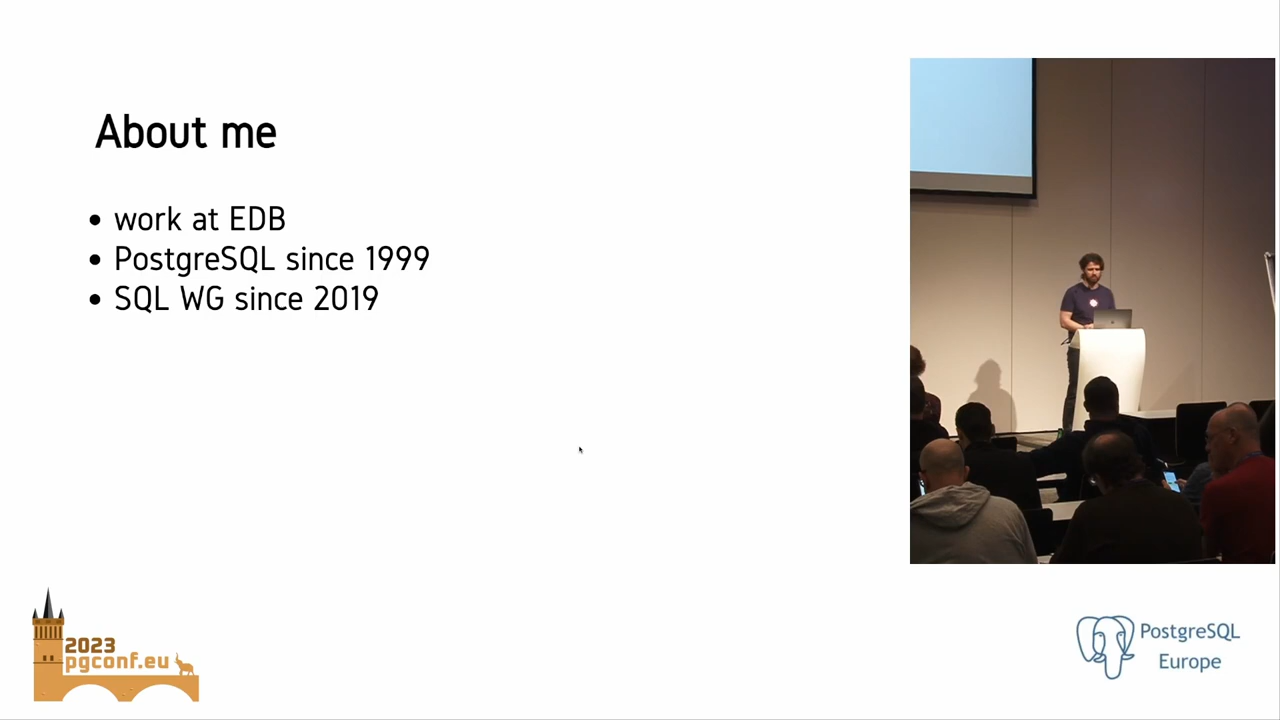 About me
• work at EDB
• PostgreSQL since 1999
• SQL WG since 2019
2023
pgconf.eu
PostgreSQL
Europe